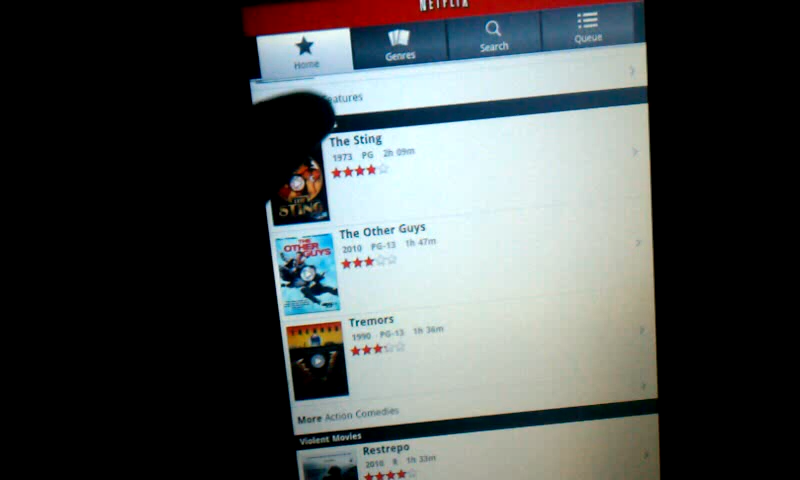 NETFLIX
Home
Genres
Search
Queue
Features
The Sting
1973 PG 2h 09m
STING
The Other Guys
2010 PG-13 1h 47m
THE
OTHER
GUYS
Tremors
1990 PG-13 1h 36m
TREMORS
More Action Comedies
Violent Movies
Restrepo
2010 R 1h 33m